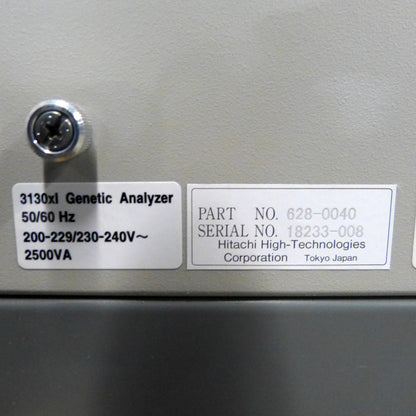 3130xl Genetic Analyzer
50/60 Hz
200-229/230-240V~
2500VA
PART NO. 628-0040
SERIAL NO. 18233-008
Hitachi High-Technologies
Corporation Tokyo Japan